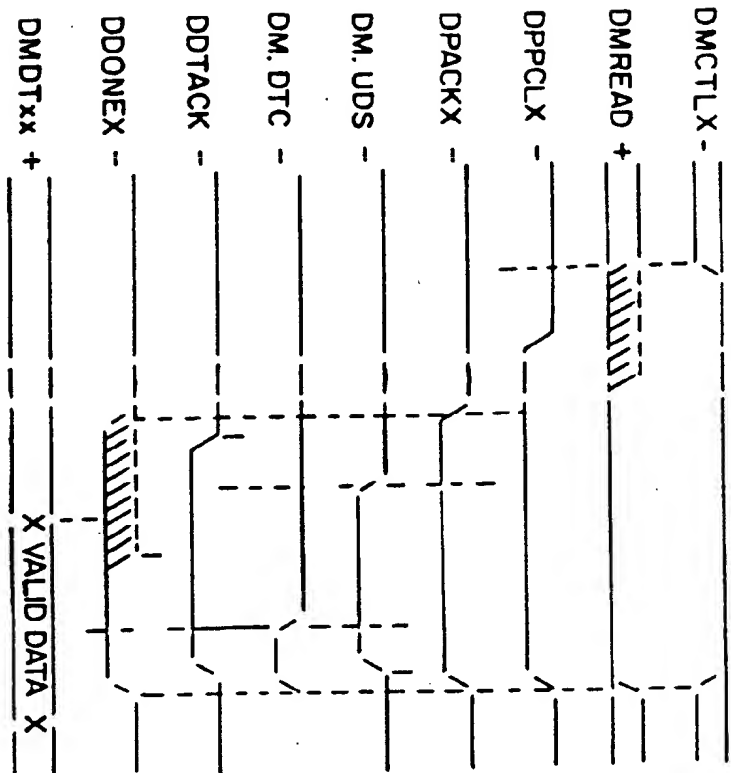 DMCTLX -
DMREAD +
DPPCLX -
DPACKX -
DM. UDS -
DM. DTC -
DDTACK -
DDONEX -
DMDTxx +
X VALID DATA X